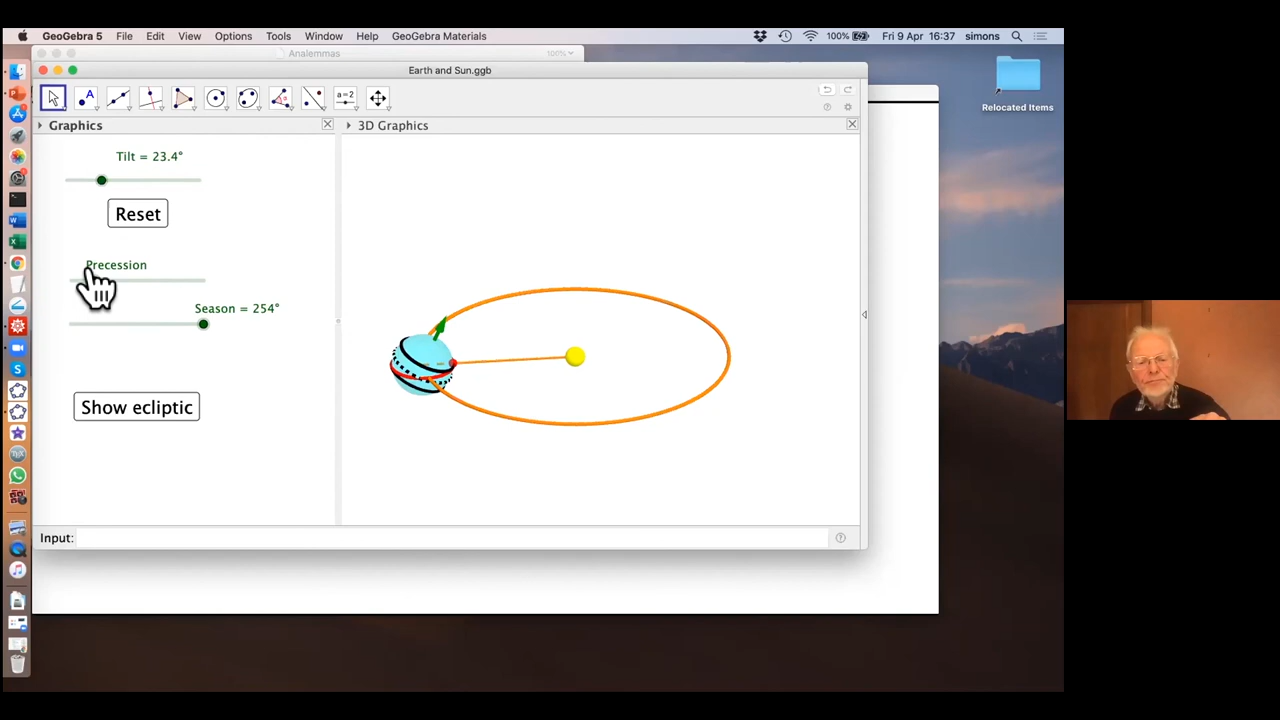 GeoGebra 5 File Edit View Options Tools Window Help GeoGebra Materials 100% Fri 9 Apr 16:37 simons
Analemmas 100%
Earth and Sun.ggb
A
a=2
Graphics
3D Graphics
Tilt = 23.4°
Reset
Precession
Season = 254°
Show ecliptic
Input:
Relocated Items